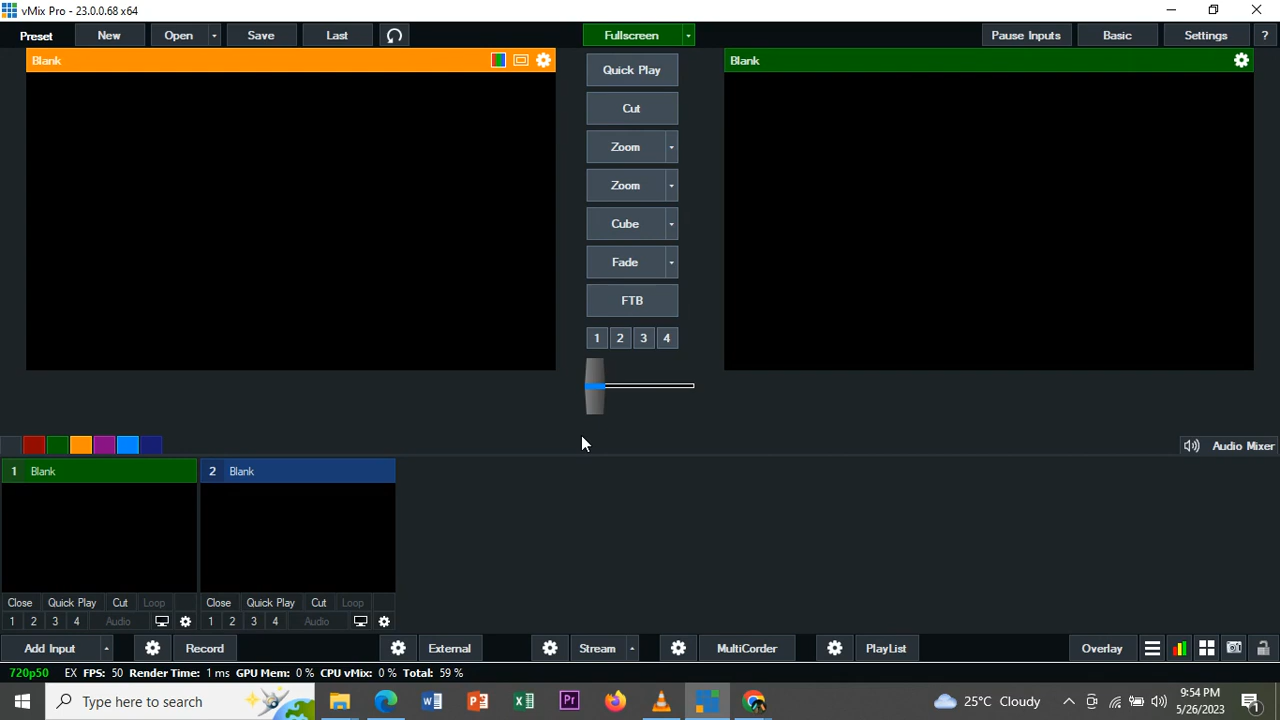 vMix Pro - 23.0.0.68 x64
Preset New Open Save Last Fullscreen Pause Inputs Basic Settings ?
Blank
Blank
Quick Play
Cut
Zoom
Zoom
Cube
Fade
FTB
1 2 3 4
Audio Mixer
1 Blank
2 Blank
Close Quick Play Cut Loop
Close Quick Play Cut Loop
1 2 3 4 Audio
1 2 3 4 Audio
Add Input Record External Stream MultiCorder PlayList Overlay
720p50 EX FPS: 50 Render Time: 1 ms GPU Mem: 0 % CPU vMix: 0 % Total: 59 %
Type here to search
W P X Pr
25°C Cloudy
9:54 PM
5/26/2023
1